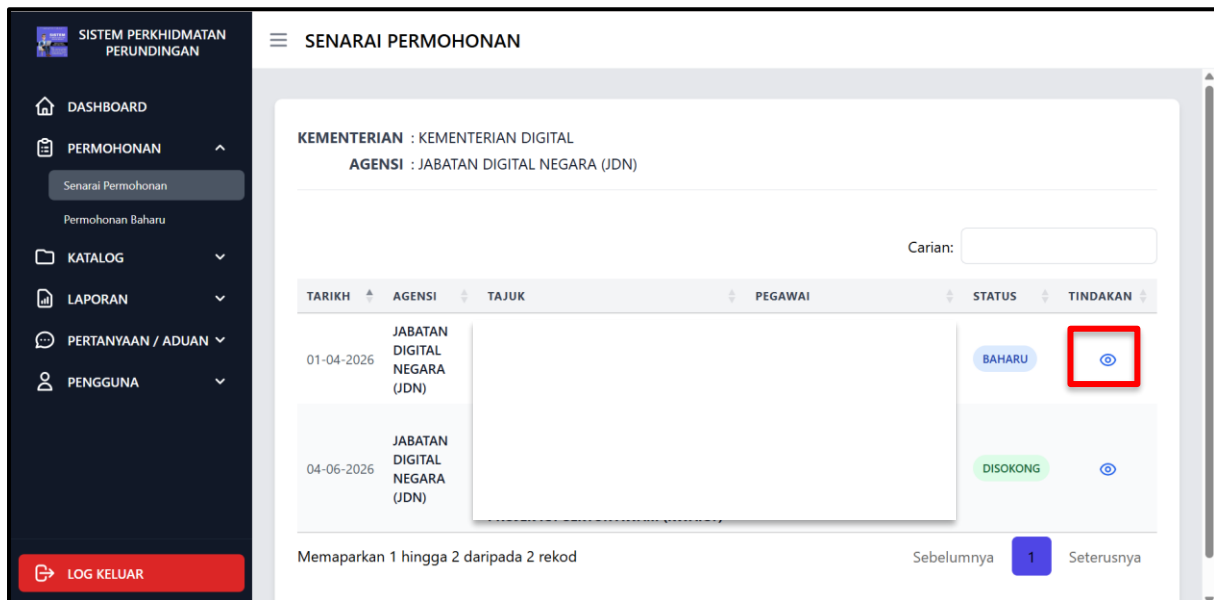 SISTEM PERKHIDMATAN
PERUNDINGAN
SENARAI PERMOHONAN
DASHBOARD
PERMOHONAN
Senarai Permohonan
Permohonan Baharu
KATALOG
LAPORAN
PERTANYAAN / ADUAN
PENGGUNA
LOG KELUAR
KEMENTERIAN : KEMENTERIAN DIGITAL
AGENSI : JABATAN DIGITAL NEGARA (JDN)
Carian:
TARIKH AGENSI TAJUK PEGAWAI STATUS TINDAKAN
01-04-2026 JABATAN DIGITAL NEGARA (JDN) BAHARU
04-06-2026 JABATAN DIGITAL NEGARA (JDN) DISOKONG
Memaparkan 1 hingga 2 daripada 2 rekod
Sebelumnya 1 Seterusnya